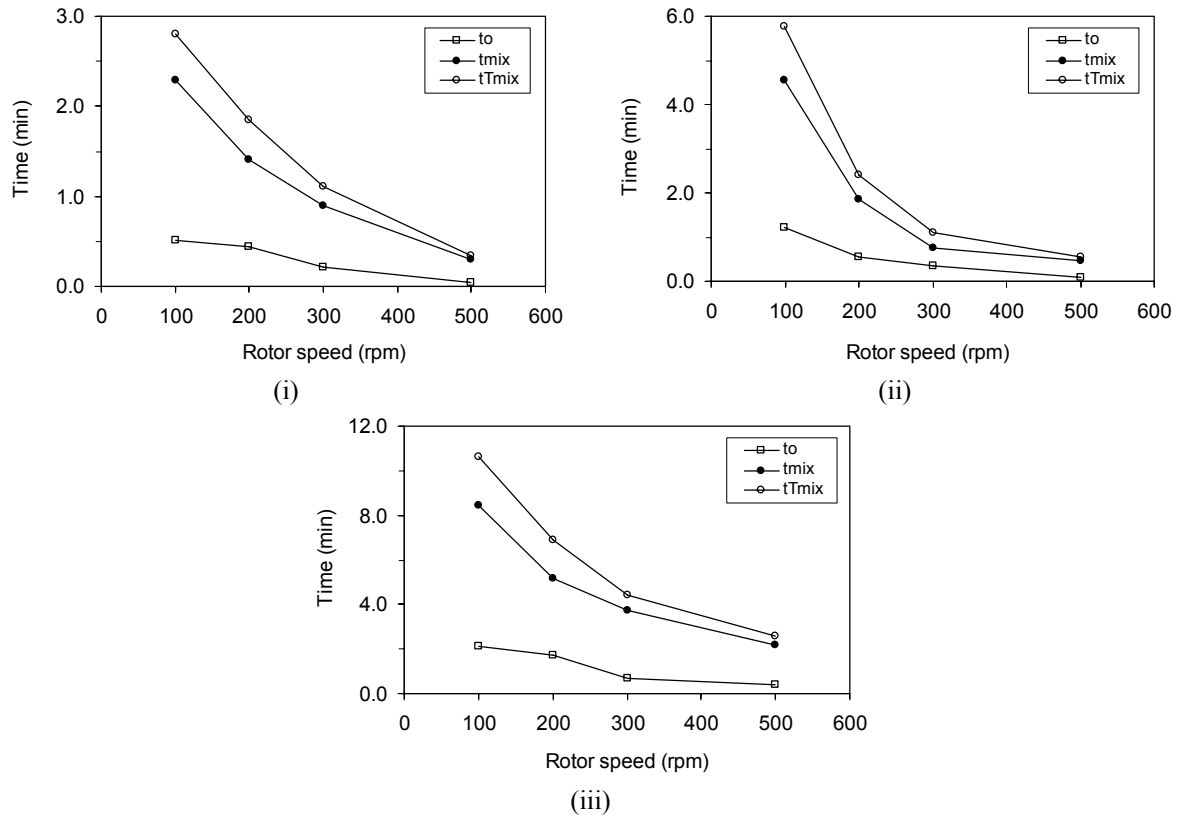 3.0
2.0
1.0
0.0
Time (min)
to
tmix
tTmix
0 100 200 300 400 500 600
Rotor speed (rpm)
(i)
6.0
4.0
2.0
0.0
Time (min)
to
tmix
tTmix
0 100 200 300 400 500 600
Rotor speed (rpm)
(ii)
12.0
8.0
4.0
0.0
Time (min)
to
tmix
tTmix
0 100 200 300 400 500 600
Rotor speed (rpm)
(iii)